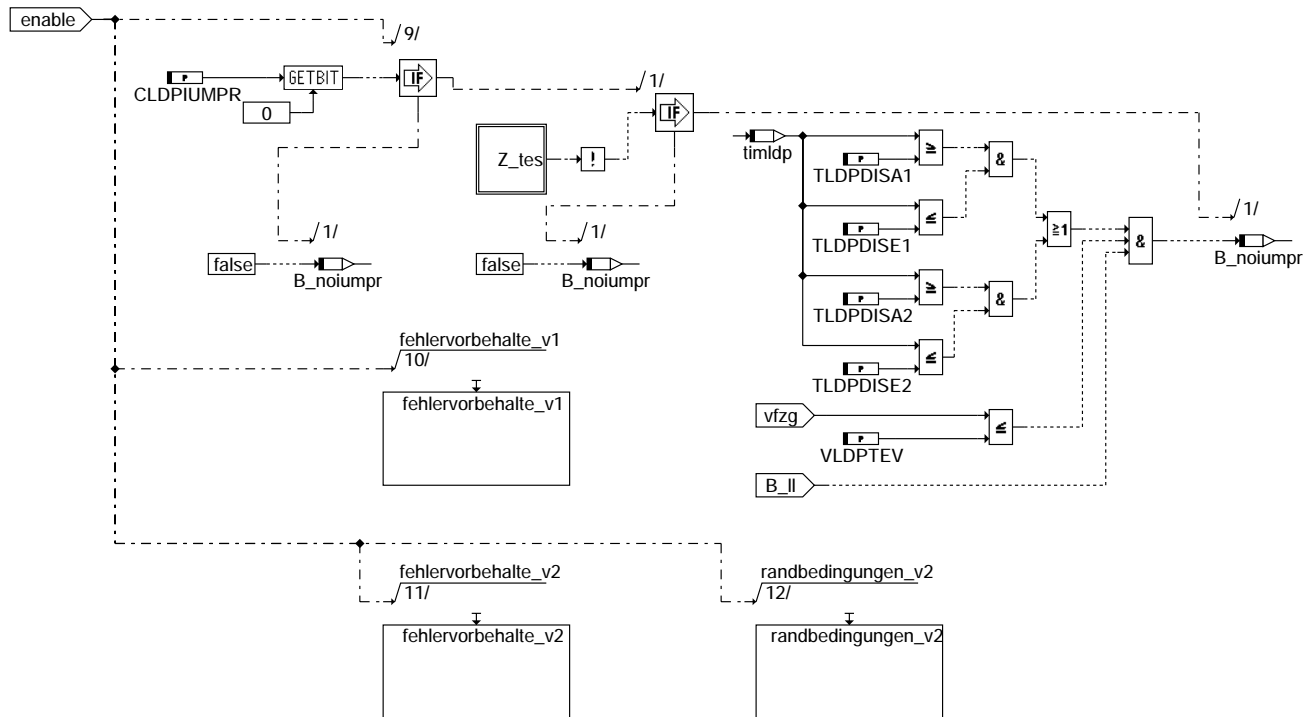 enable
/9/
P
CLDPIUMPR
GETBIT
IF
0
/1/
IF
Z_tes
!
timldp
P
TLDPDISA1
≥
&
P
TLDPDISE1
≤
≥1
&
/1/
B_noiumpr
/1/
false
B_noiumpr
/1/
false
B_noiumpr
P
TLDPDISA2
≥
&
P
TLDPDISE2
≤
fehlervorbehalte_v1
10/
fehlervorbehalte_v1
vfzg
P
VLDPTEV
≤
B_ll
fehlervorbehalte_v2
11/
fehlervorbehalte_v2
randbedingungen_v2
12/
randbedingungen_v2